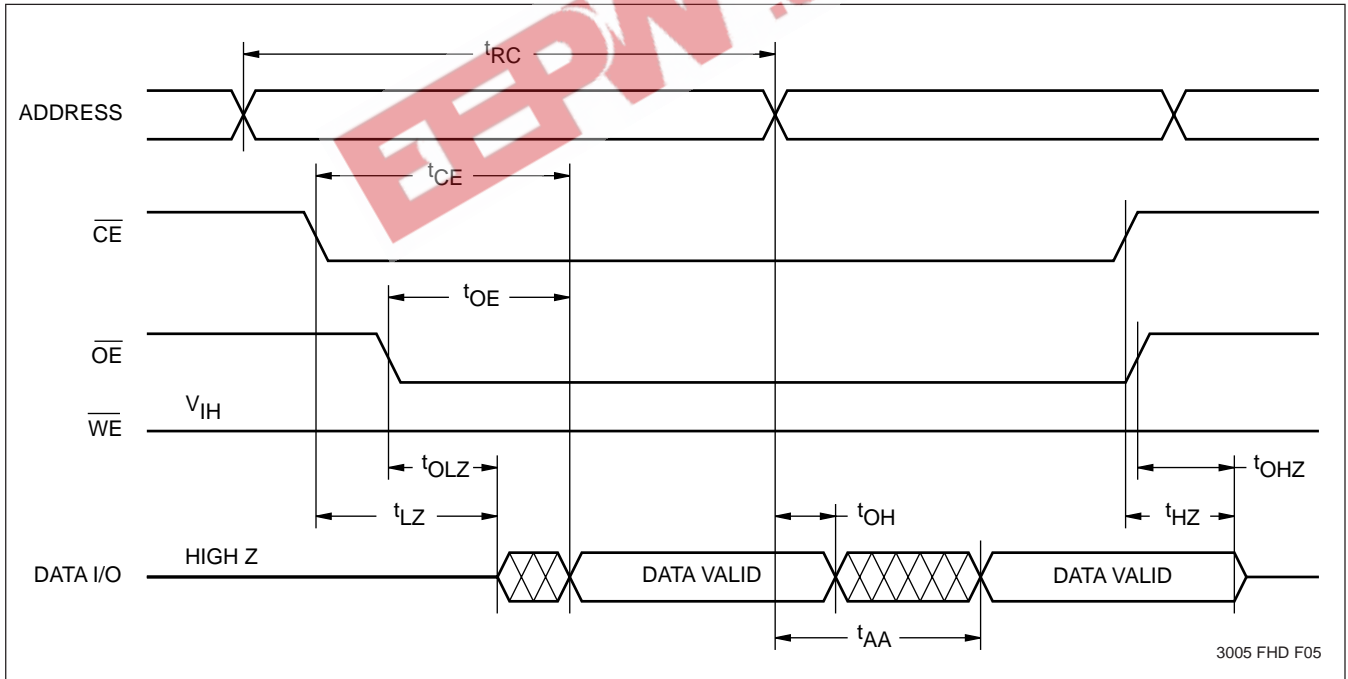 EEPW
tRC
ADDRESS
tCE
CE
tOE
OE
VIH
WE
tOLZ
tOHZ
tLZ
tOH
tHZ
HIGH Z
DATA I/O
DATA VALID
DATA VALID
tAA
3005 FHD F05